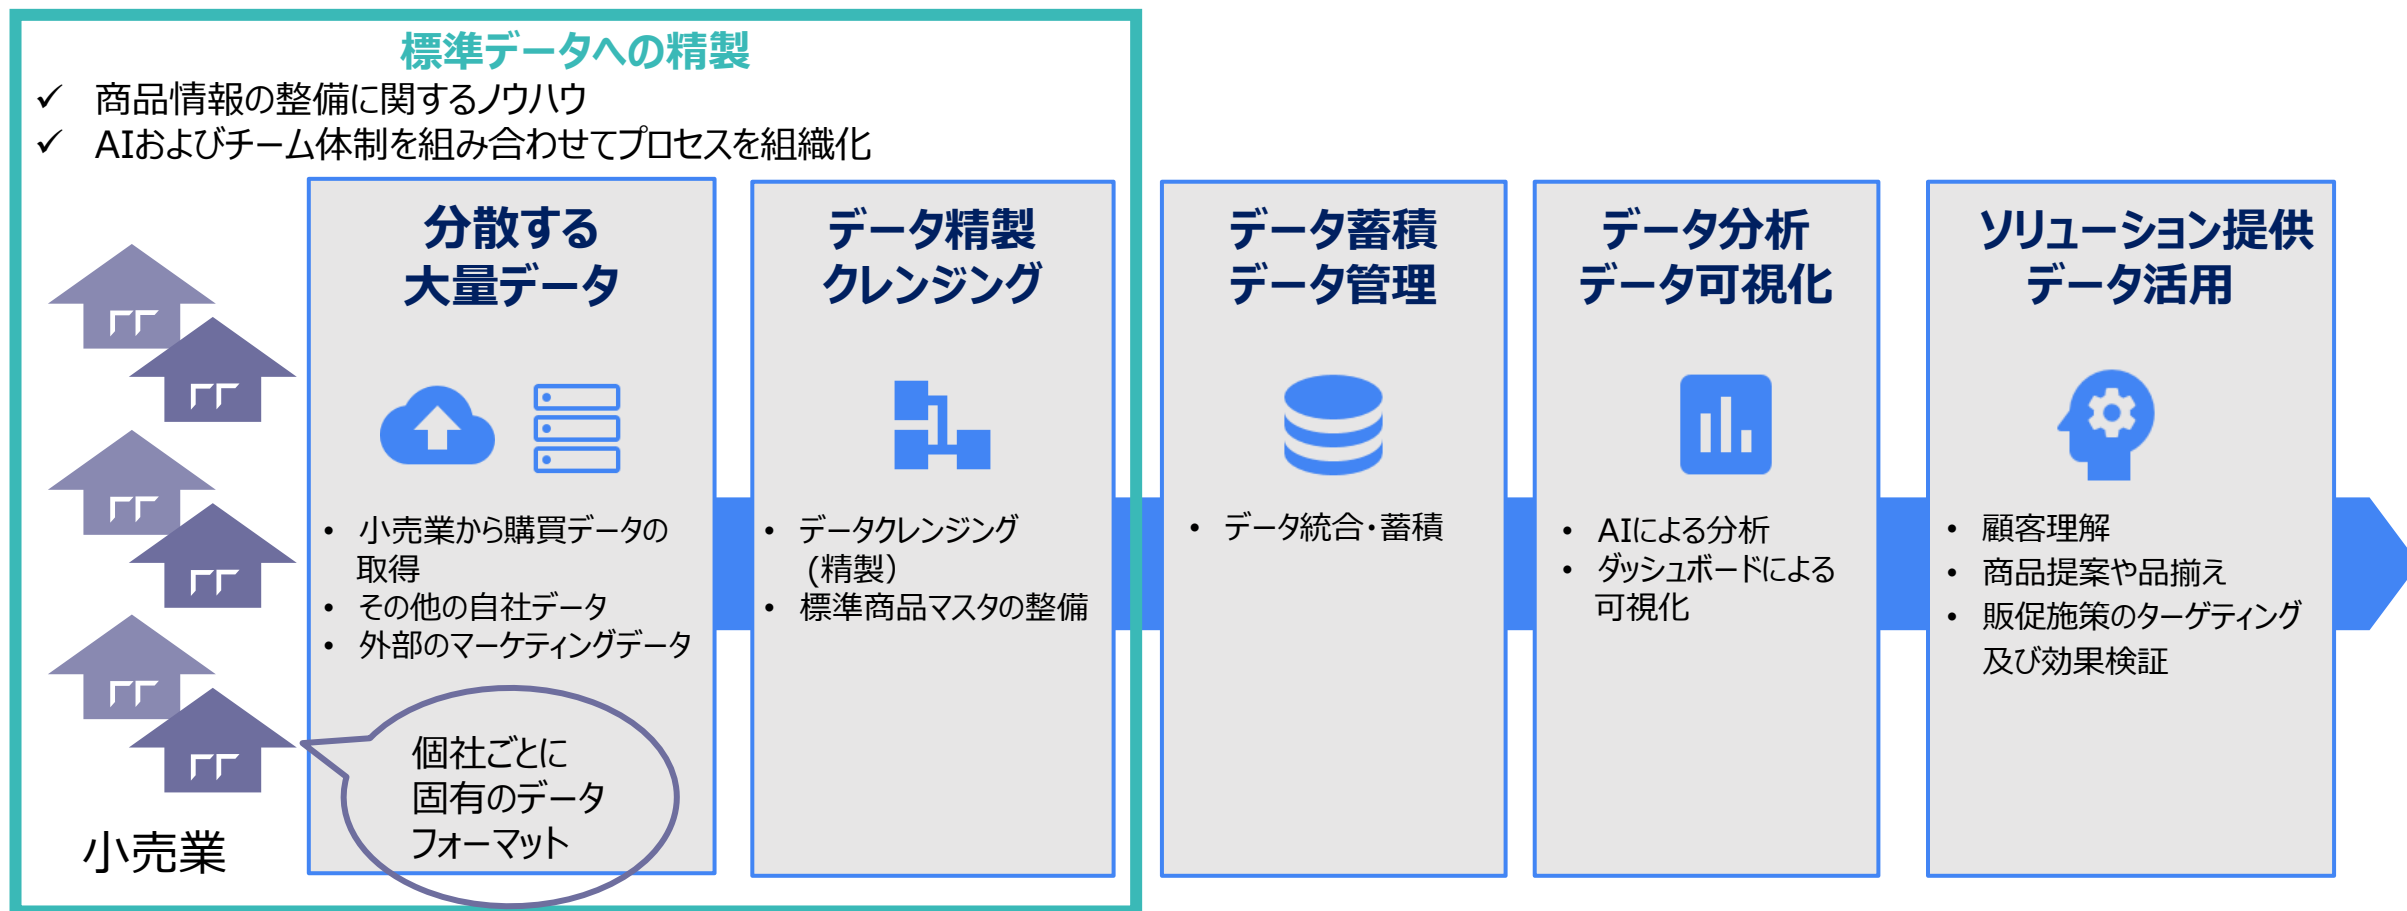 標準データへの精製
✓ 商品情報の整備に関するノウハウ
✓ AIおよびチーム体制を組み合わせてプロセスを組織化
小売業
分散する
大量データ
• 小売業から購買データの
取得
• その他の自社データ
• 外部のマーケティングデータ
個社ごとに
固有のデータ
フォーマット
データ精製
クレンジング
• データクレンジング
(精製）
• 標準商品マスタの整備
データ蓄積
データ管理
• データ統合・蓄積
データ分析
データ可視化
• AIによる分析
• ダッシュボードによる
可視化
ソリューション提供
データ活用
• 顧客理解
• 商品提案や品揃え
• 販促施策のターゲティング
及び効果検証